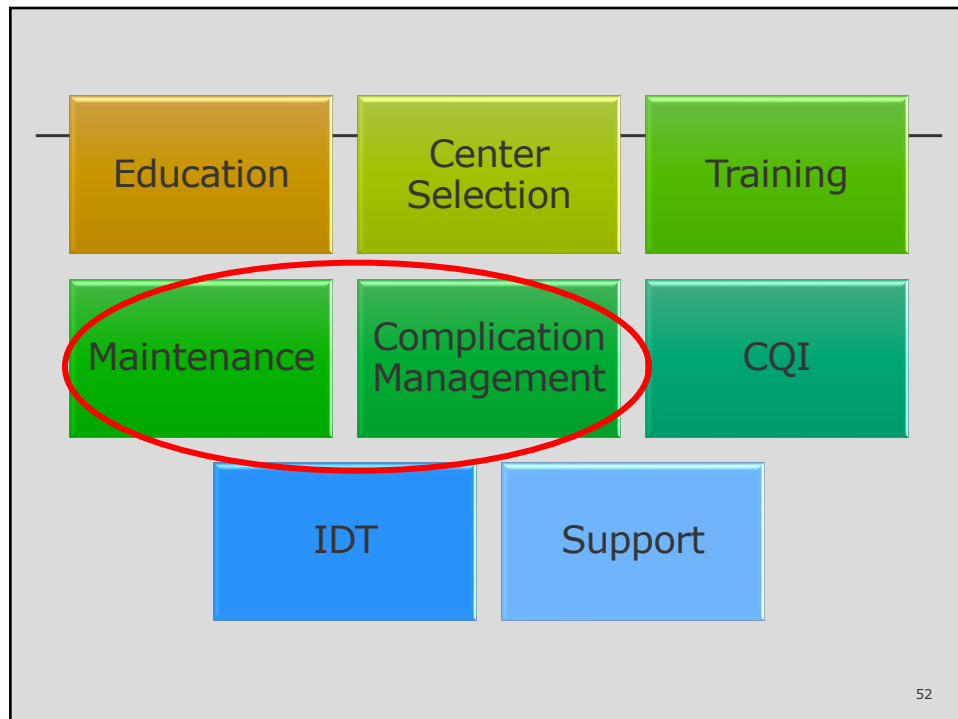 Education
Center
Selection
Training
Maintenance
Complication
Management
CQI
IDT
Support
52